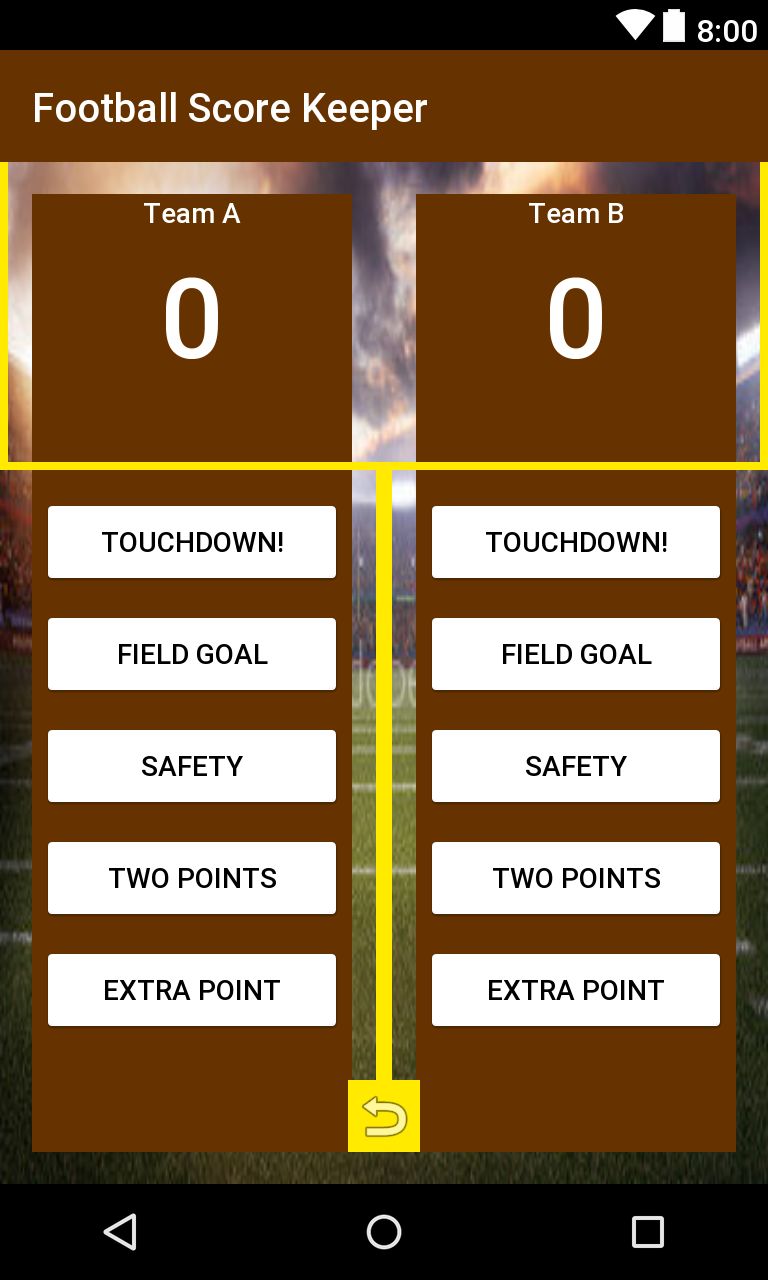 8:00
Football Score Keeper
Team A
Team B
0
0
TOUCHDOWN!
TOUCHDOWN!
FIELD GOAL
FIELD GOAL
SAFETY
SAFETY
TWO POINTS
TWO POINTS
EXTRA POINT
EXTRA POINT